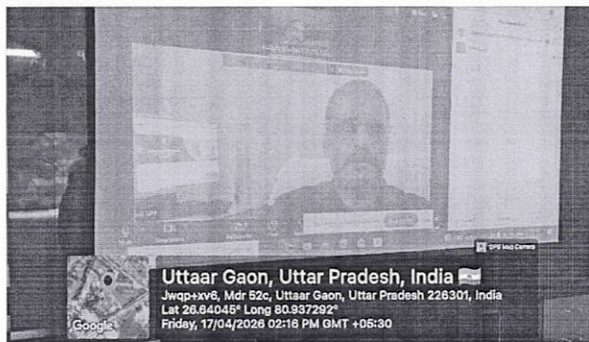 GPS Map Camera
Uttaar Gaon, Uttar Pradesh, India
Jwqp+xv6, Mdr 52c, Uttaar Gaon, Uttar Pradesh 226301, India
Lat 26.64045° Long 80.937292°
Friday, 17/04/2026 02:16 PM GMT +05:30
Google